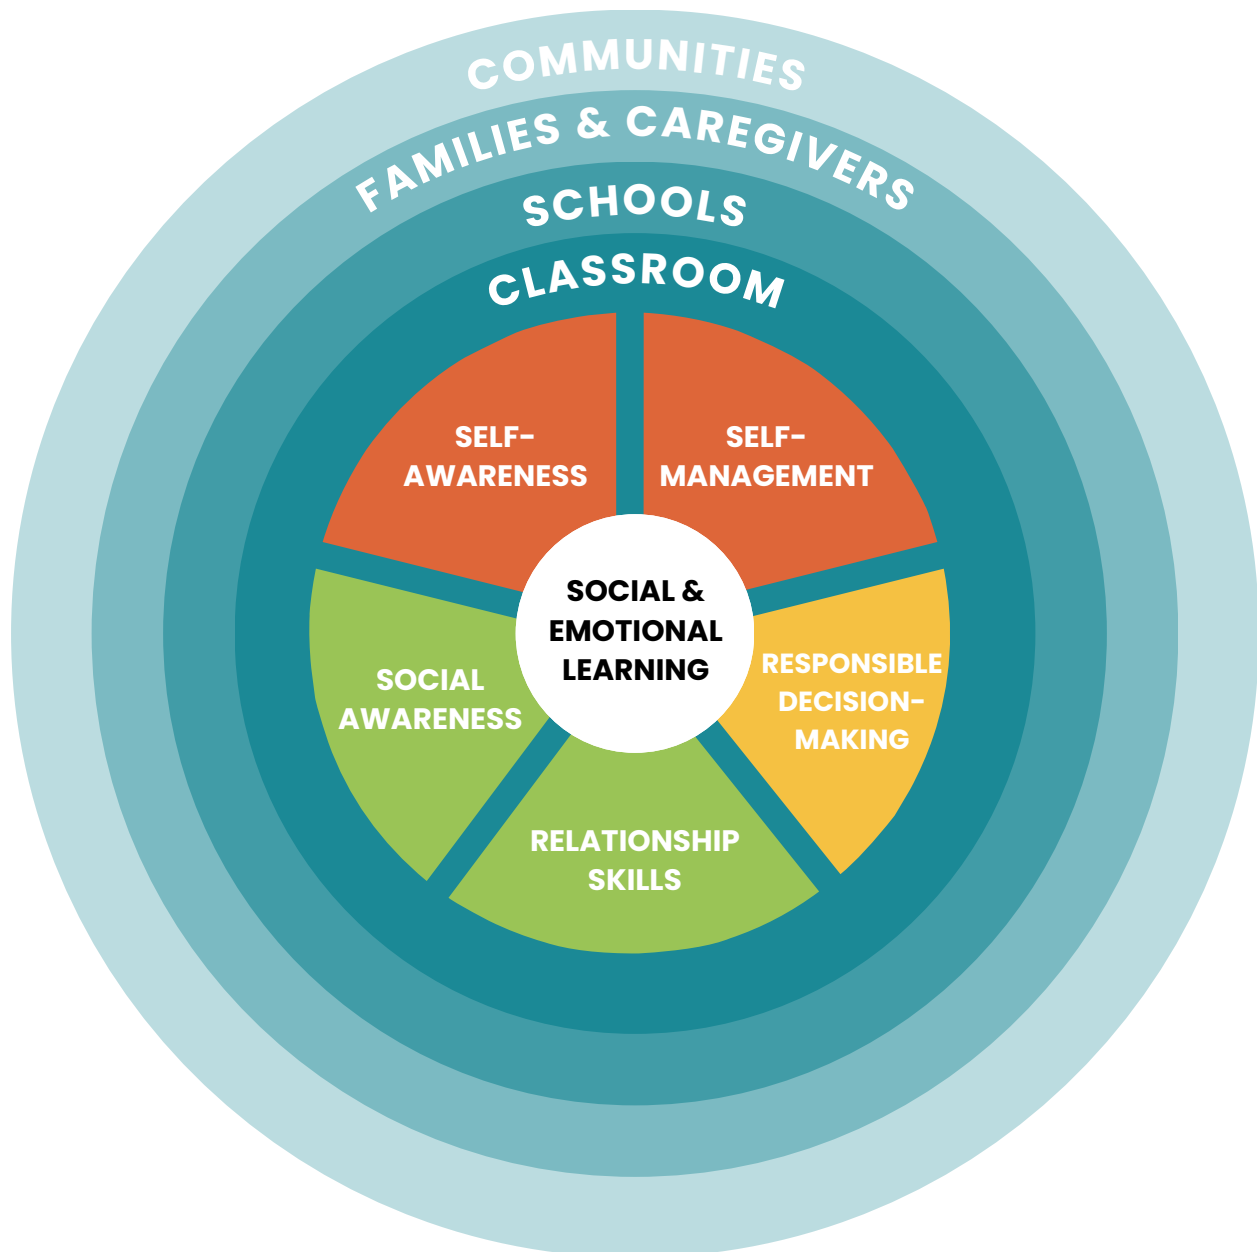 COMMUNITIES
FAMILIES & CAREGIVERS
SCHOOLS
CLASSROOM
SELF-
AWARENESS
SELF-
MANAGEMENT
SOCIAL &
EMOTIONAL
LEARNING
RESPONSIBLE
DECISION-
MAKING
SOCIAL
AWARENESS
RELATIONSHIP
SKILLS